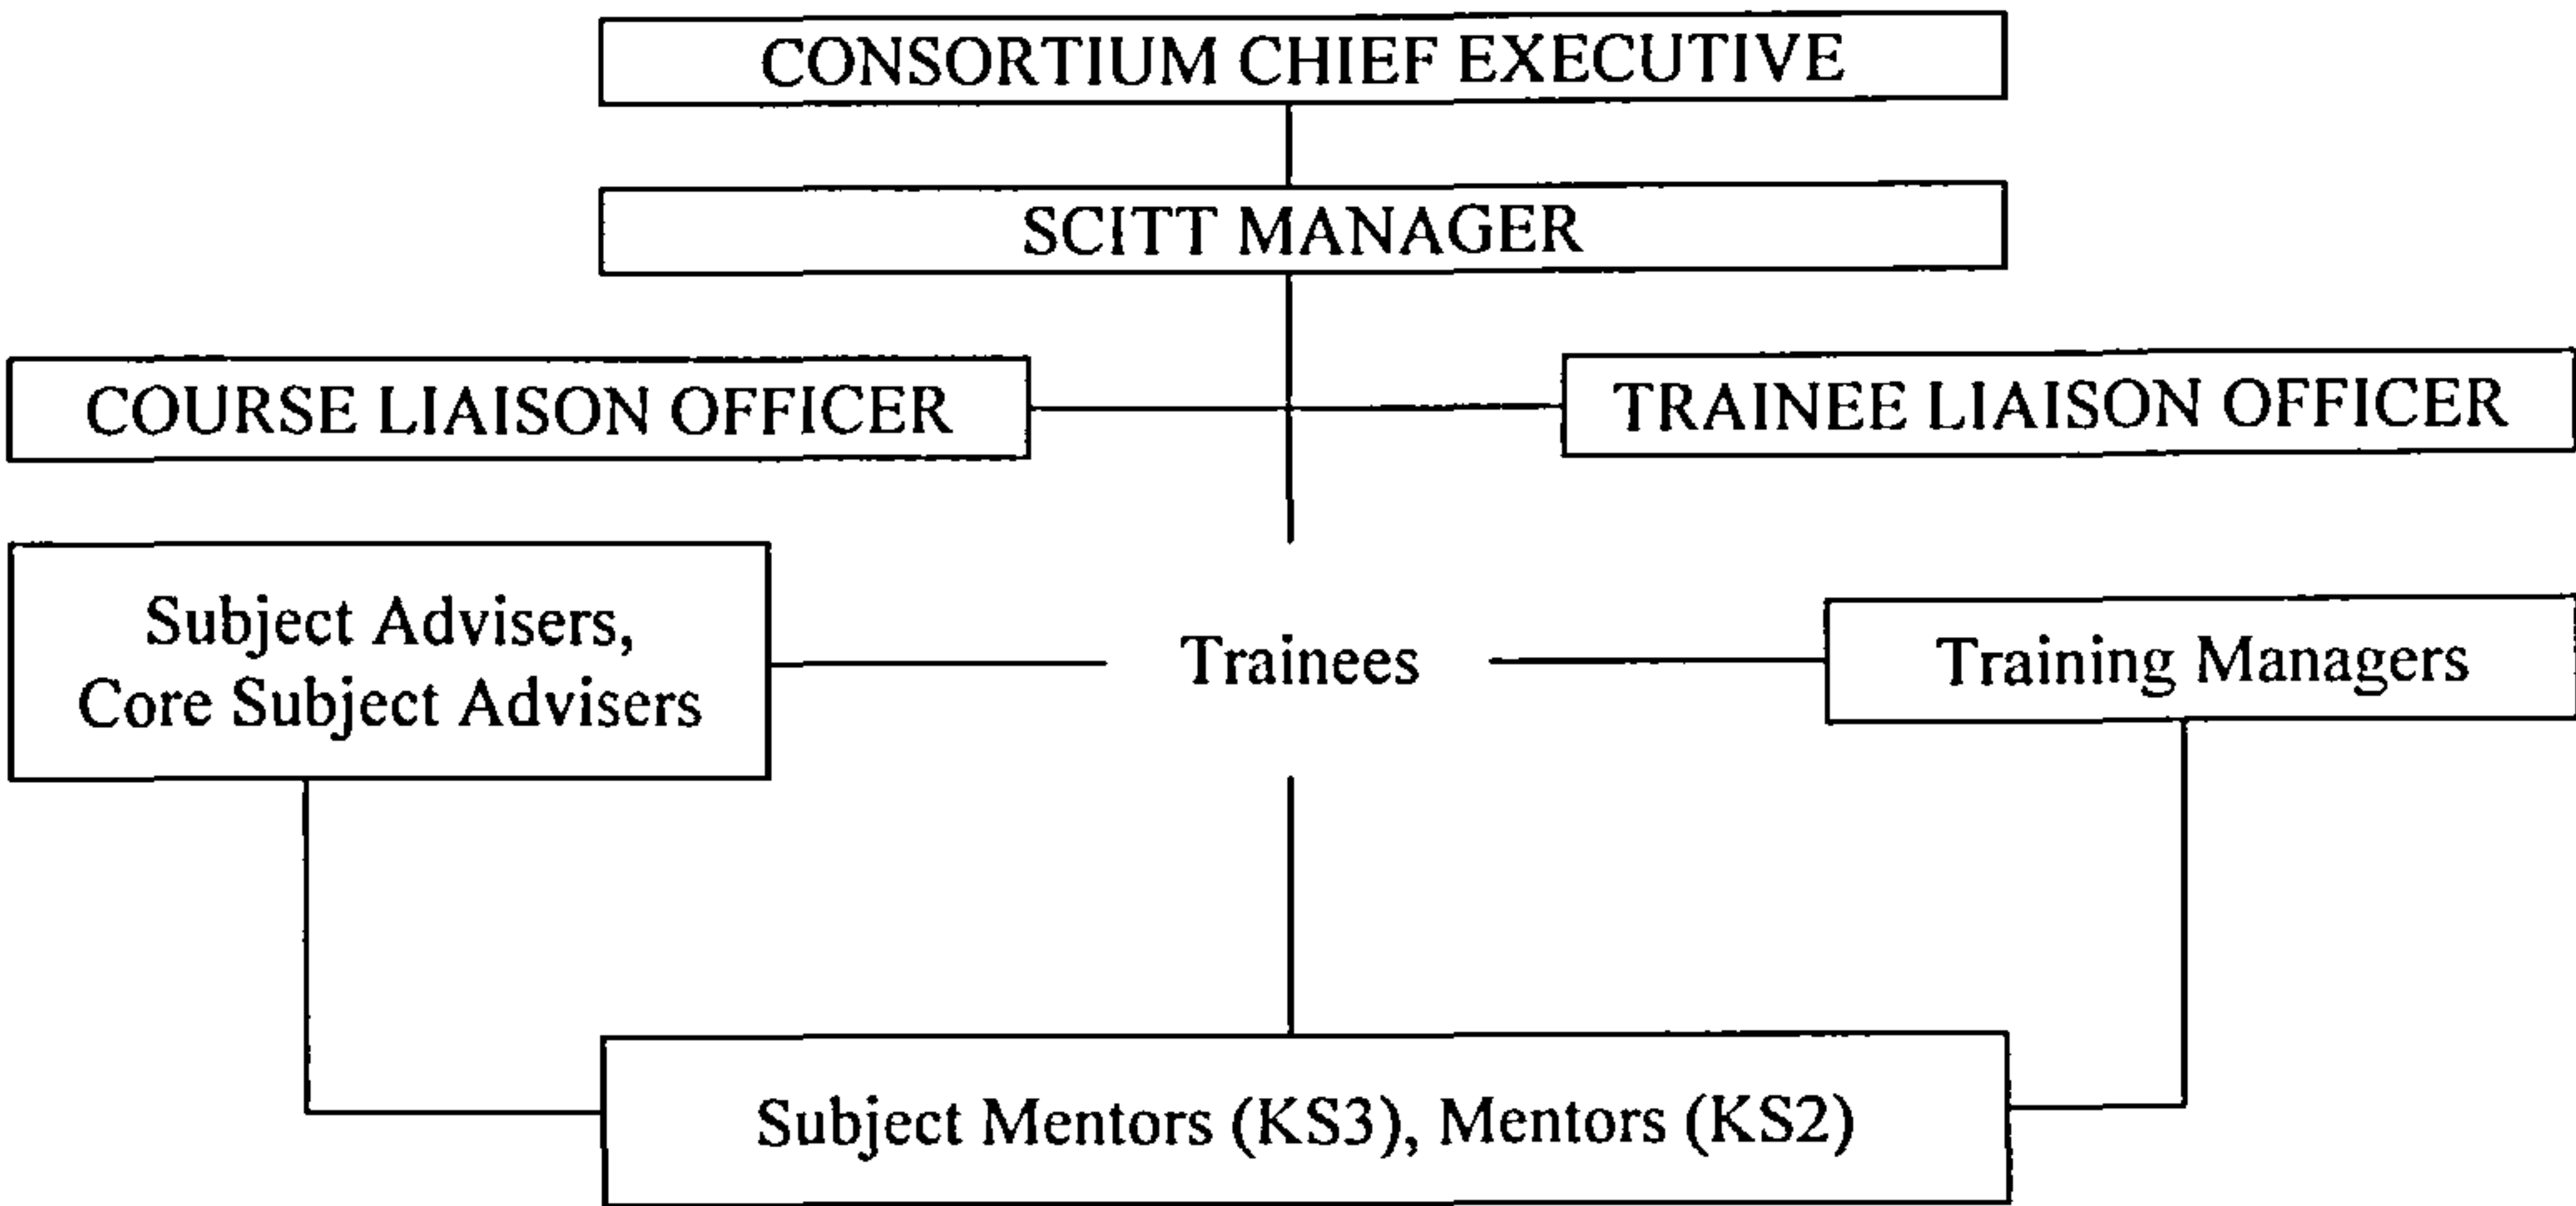 CONSORTIUM CHIEF EXECUTIVE
SCITT MANAGER
COURSE LIAISON OFFICER
TRAINEE LIAISON OFFICER
Subject Advisers,
Core Subject Advisers
Trainees
Training Managers
Subject Mentors (KS3), Mentors (KS2)